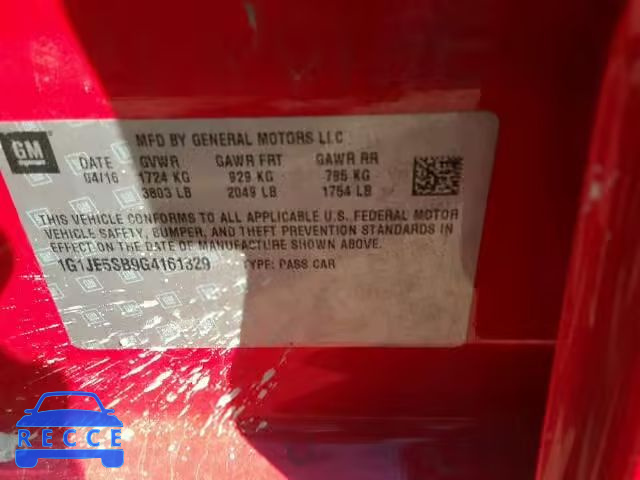 GM
MFD BY GENERAL MOTORS LLC
DATE GVWR GAWR FRT GAWR RR
04/16 1724 KG 929 KG 795 KG
3803 LB 2049 LB 1754 LB
THIS VEHICLE CONFORMS TO ALL APPLICABLE U.S. FEDERAL MOTOR
VEHICLE SAFETY, BUMPER, AND THEFT PREVENTION STANDARDS IN
EFFECT ON THE DATE OF MANUFACTURE SHOWN ABOVE.
1G1JE5SB9G4161329 TYPE: PASS CAR
RECCE